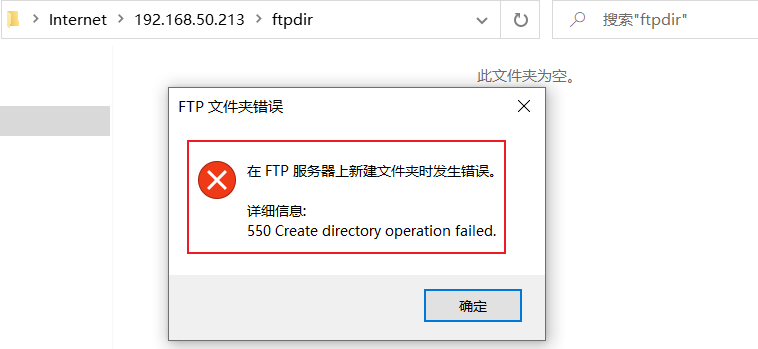 Internet > 192.168.50.213 > ftpdir
搜索"ftpdir"
此文件夹为空。
FTP 文件夹错误
在 FTP 服务器上新建文件夹时发生错误。
详细信息:
550 Create directory operation failed.
确定